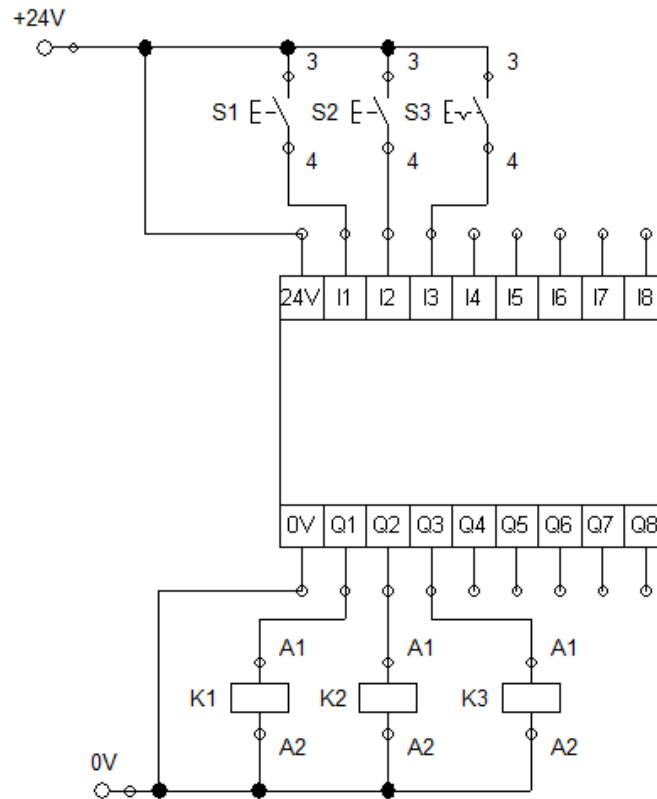 +24V
3 3 3
S1 S2 S3
4 4 4
24V I1 I2 I3 I4 I5 I6 I7 I8
0V Q1 Q2 Q3 Q4 Q5 Q6 Q7 Q8
A1 A1 A1
K1 K2 K3
A2 A2 A2
0V